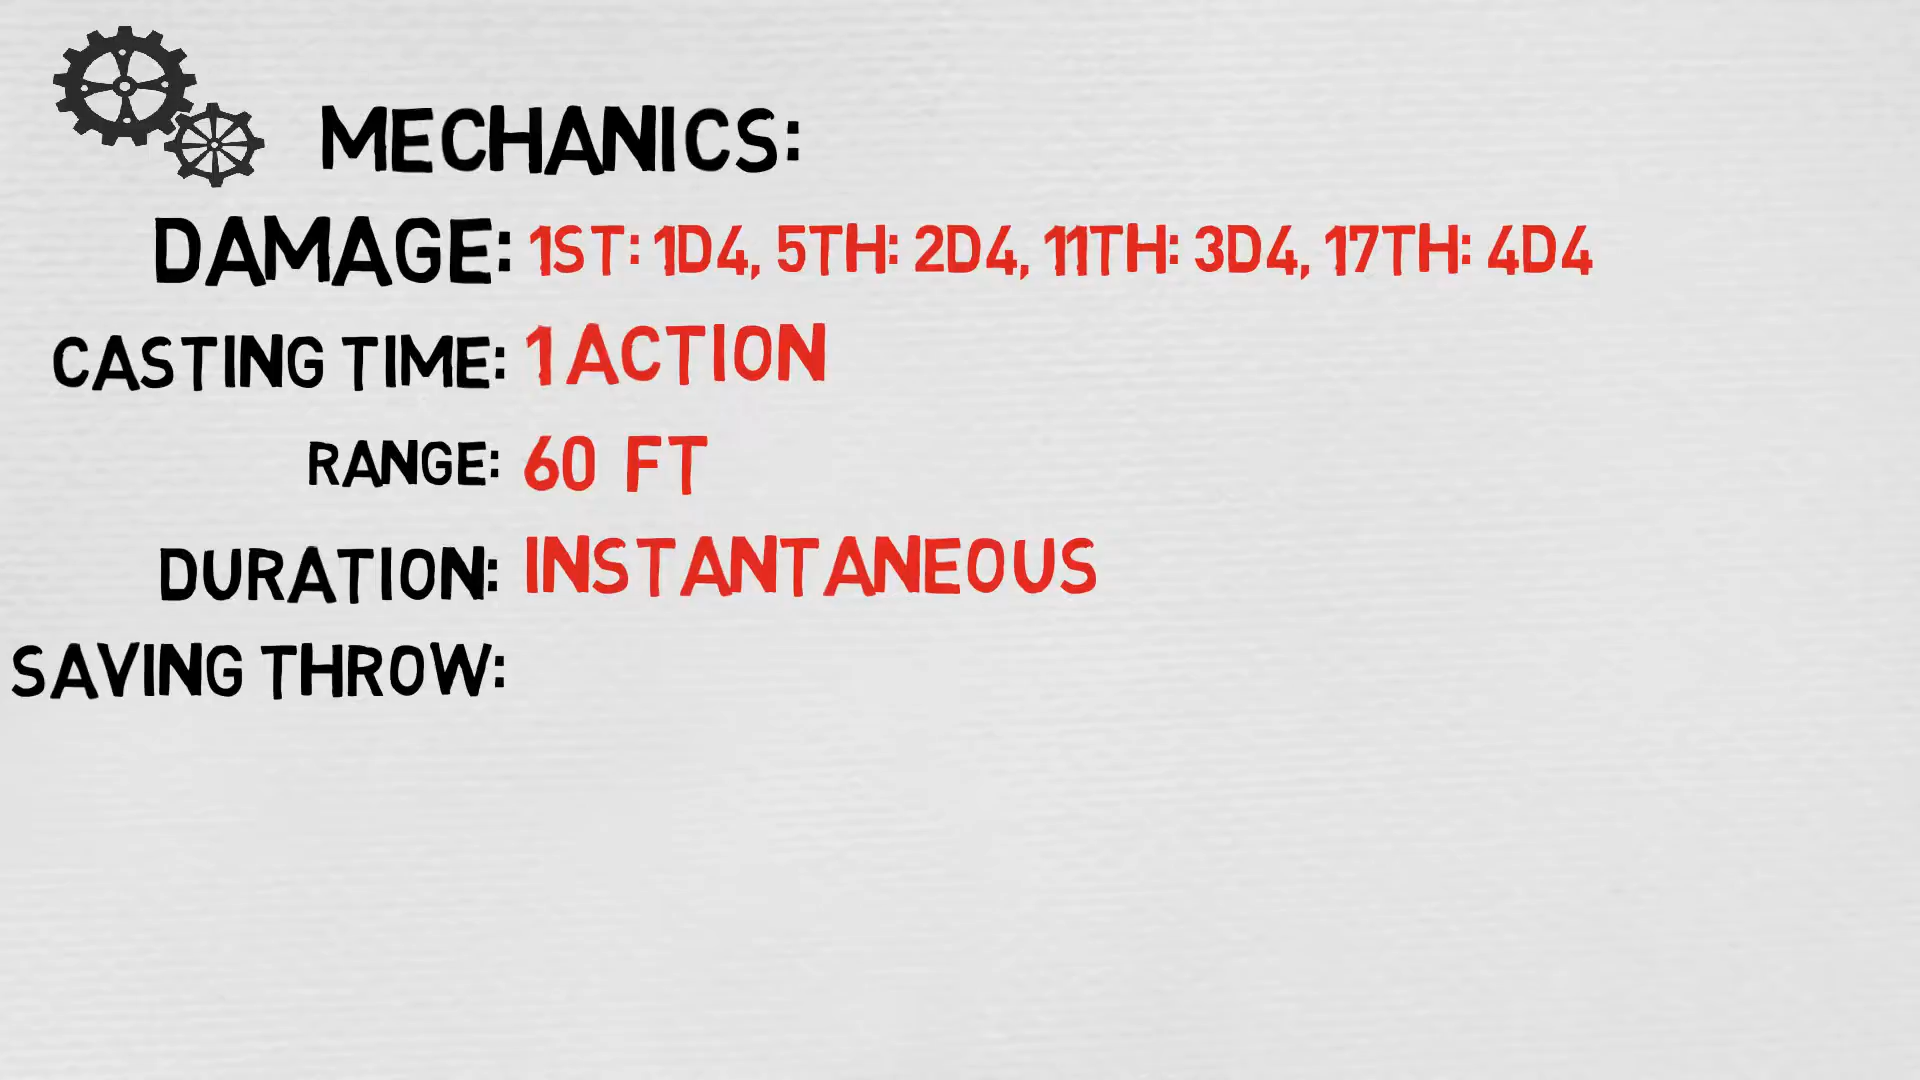 MECHANICS:
DAMAGE: 1ST: 1D4, 5TH: 2D4, 11TH: 3D4, 17TH: 4D4
CASTING TIME: 1 ACTION
RANGE: 60 FT
DURATION: INSTANTANEOUS
SAVING THROW: